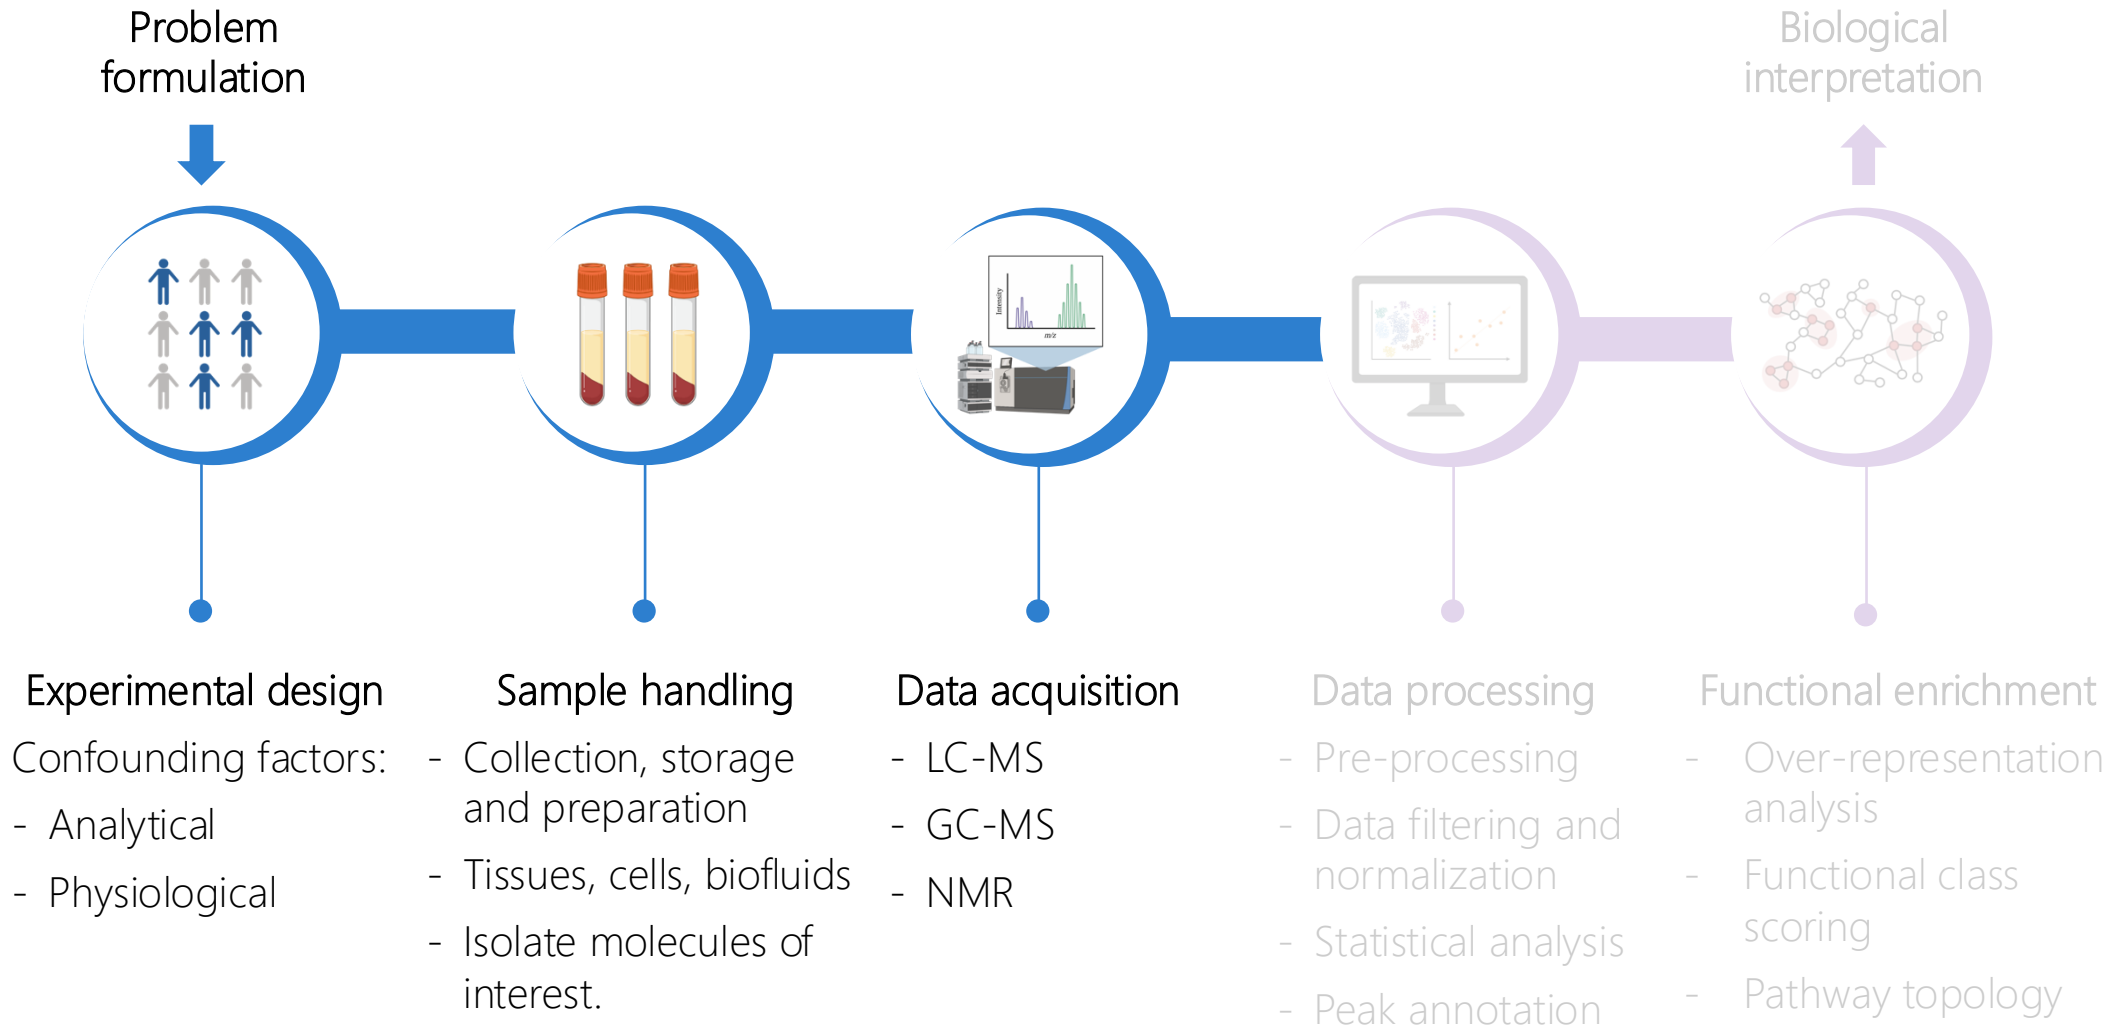 Problem
formulation
Biological
interpretation
Intensity
m/z
Experimental design
Confounding factors:
- Analytical
- Physiological
Sample handling
- Collection, storage
and preparation
- Tissues, cells, biofluids
- Isolate molecules of
interest.
Data acquisition
- LC-MS
- GC-MS
- NMR
Data processing
- Pre-processing
- Data filtering and
normalization
- Statistical analysis
- Peak annotation
Functional enrichment
- Over-representation
analysis
- Functional class
scoring
- Pathway topology